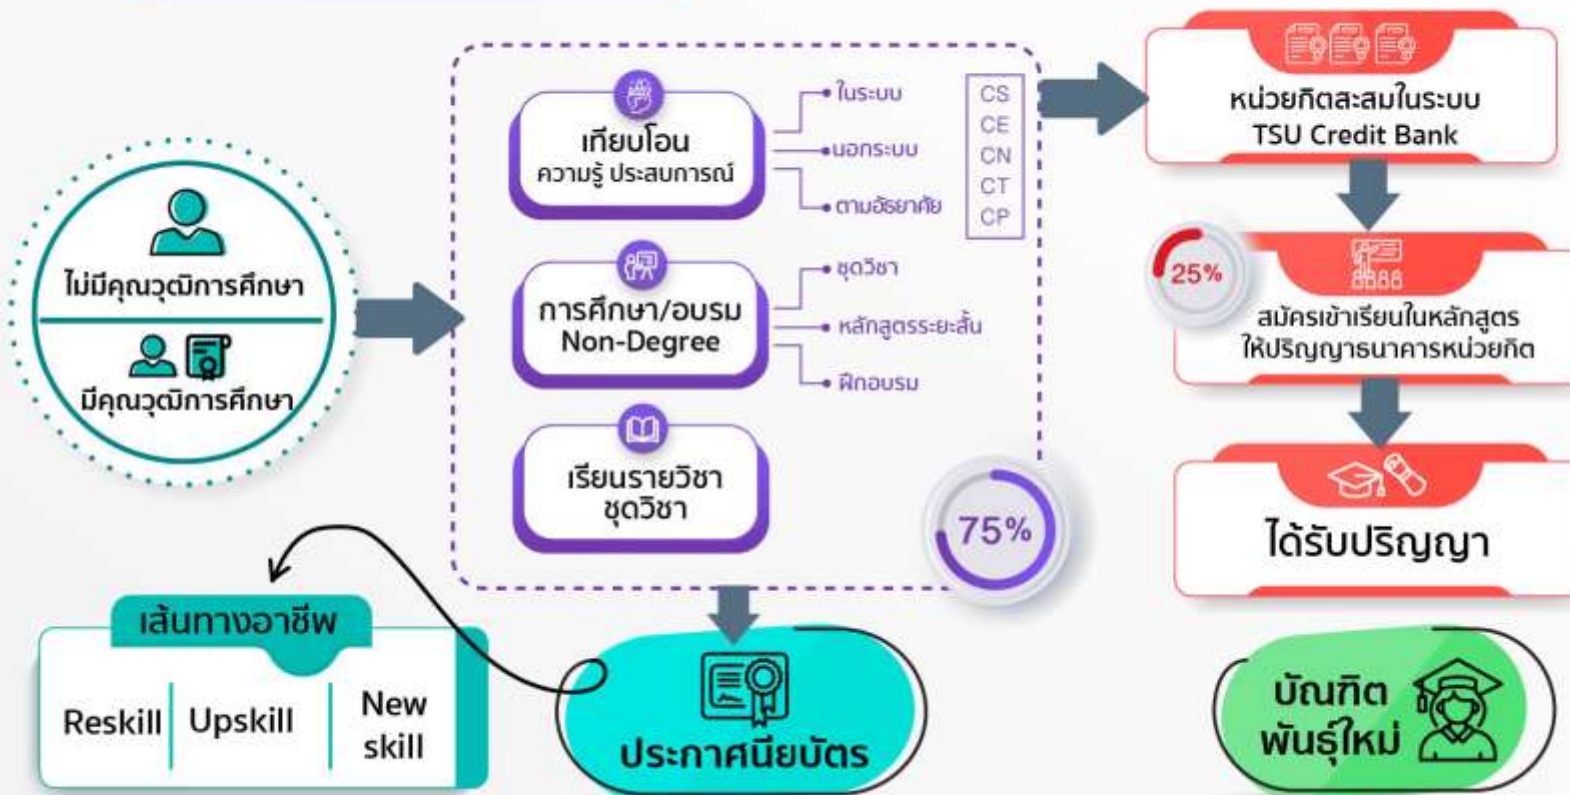 ไม่มีคุณวุฒิการศึกษา
มีคุณวุฒิการศึกษา
เทียบโอน
ความรู้ ประสบการณ์
ในระบบ
นอกระบบ
ตามอัธยาศัย
CS
CE
CN
CT
CP
การศึกษา/อบรม
Non-Degree
ชุดวิชา
หลักสูตรระยะสั้น
ฝึกอบรม
เรียนรายวิชา
ชุดวิชา
75%
หน่วยกิตสะสมในระบบ
TSU Credit Bank
25%
สมัครเข้าเรียนในหลักสูตร
ให้ปริญญาธนาคารหน่วยกิต
ได้รับปริญญา
เส้นทางอาชีพ
Reskill
Upskill
New
skill
ประกาศนียบัตร
บัณฑิต
พันธุ์ใหม่